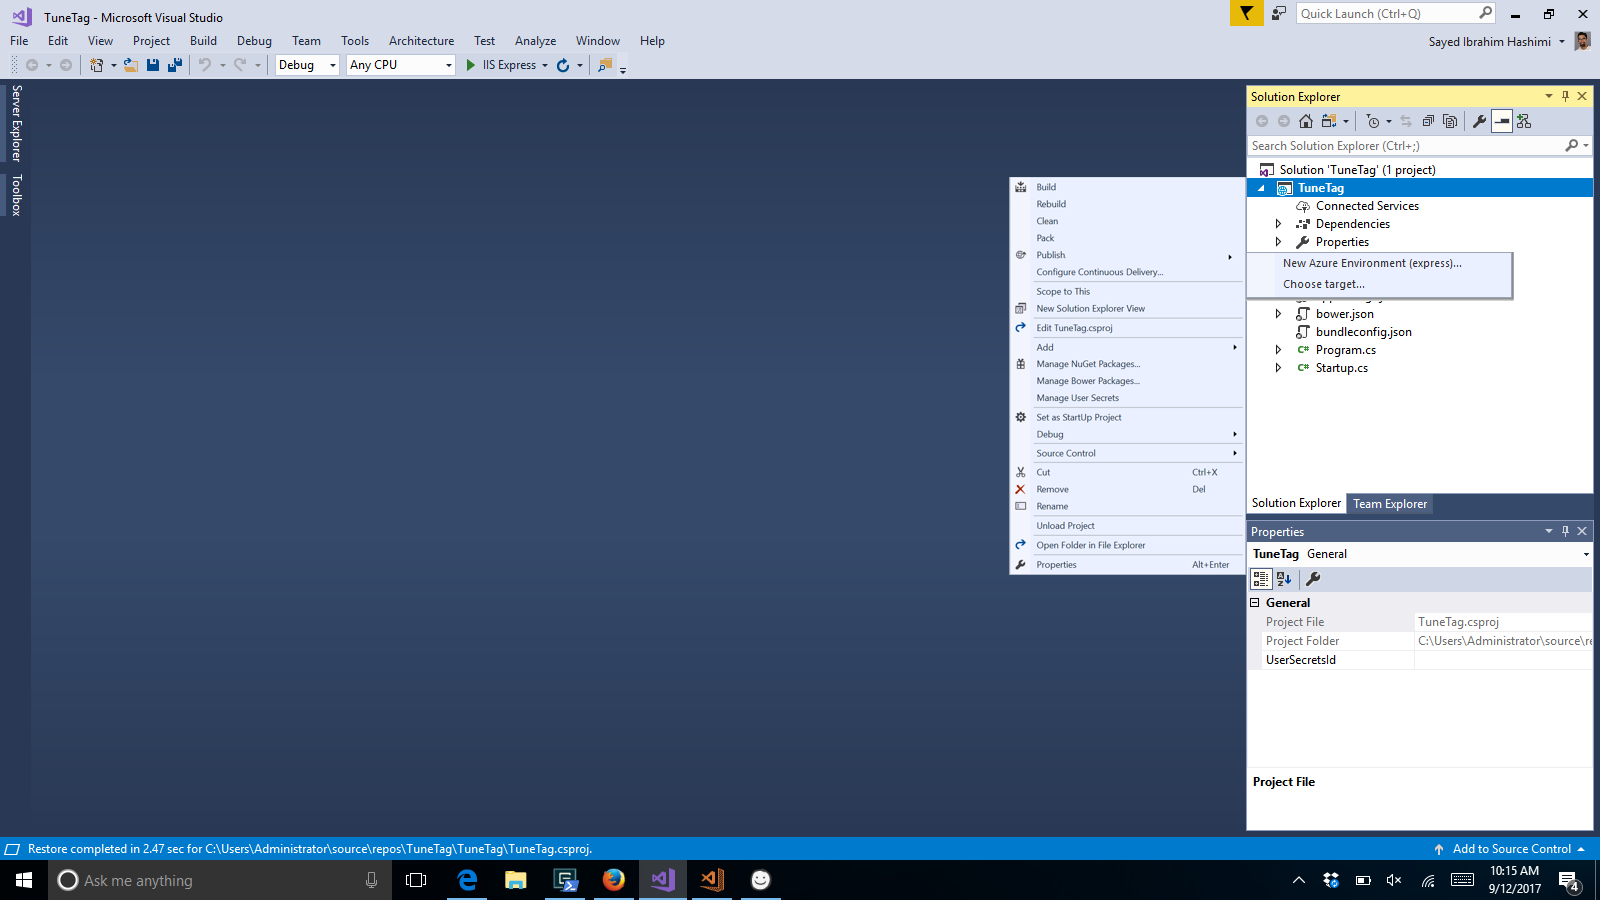 TuneTag - Microsoft Visual Studio
Quick Launch (Ctrl+Q)
File Edit View Project Build Debug Team Tools Architecture Test Analyze Window Help
Sayed Ibrahim Hashimi
Debug Any CPU IIS Express
Server Explorer
Toolbox
Solution Explorer
Search Solution Explorer (Ctrl+;)
Solution 'TuneTag' (1 project)
TuneTag
Connected Services
Dependencies
Properties
New Azure Environment (express)...
Choose target...
bower.json
bundleconfig.json
C# Program.cs
C# Startup.cs
Build
Rebuild
Clean
Pack
Publish
Configure Continuous Delivery...
Scope to This
New Solution Explorer View
Edit TuneTag.csproj
Add
Manage NuGet Packages...
Manage Bower Packages...
Manage User Secrets
Set as StartUp Project
Debug
Source Control
Cut Ctrl+X
Remove Del
Rename
Unload Project
Open Folder in File Explorer
Properties Alt+Enter
Solution Explorer Team Explorer
Properties
TuneTag General
General
Project File TuneTag.csproj
Project Folder C:\Users\Administrator\source\re
UserSecretsId
Project File
Restore completed in 2.47 sec for C:\Users\Administrator\source\repos\TuneTag\TuneTag\TuneTag.csproj.
Add to Source Control
Ask me anything
10:15 AM
9/12/2017
4